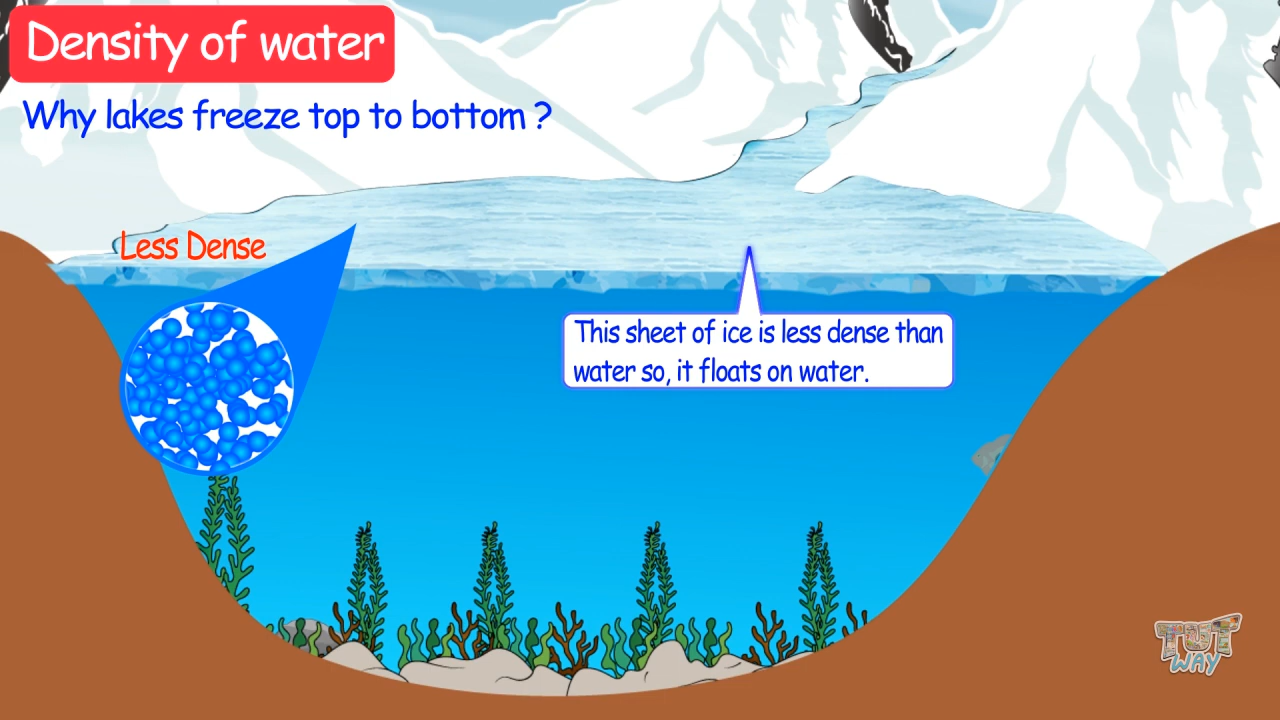 Density of water
Why lakes freeze top to bottom ?
Less Dense
This sheet of ice is less dense than
water so, it floats on water.
TUT
WAY